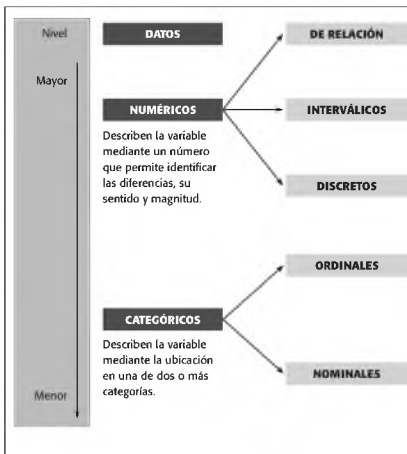 Nivel
DATOS
DE RELACIÓN
Mayor
NUMÉRICOS
INTERVÁLICOS
Describen la variable
mediante un número
que permite identificar
las diferencias, su
sentido y magnitud.
DISCRETOS
ORDINALES
CATEGÓRICOS
Describen la variable
mediante la ubicación
en una de dos o más
categorías.
NOMINALES
Menor